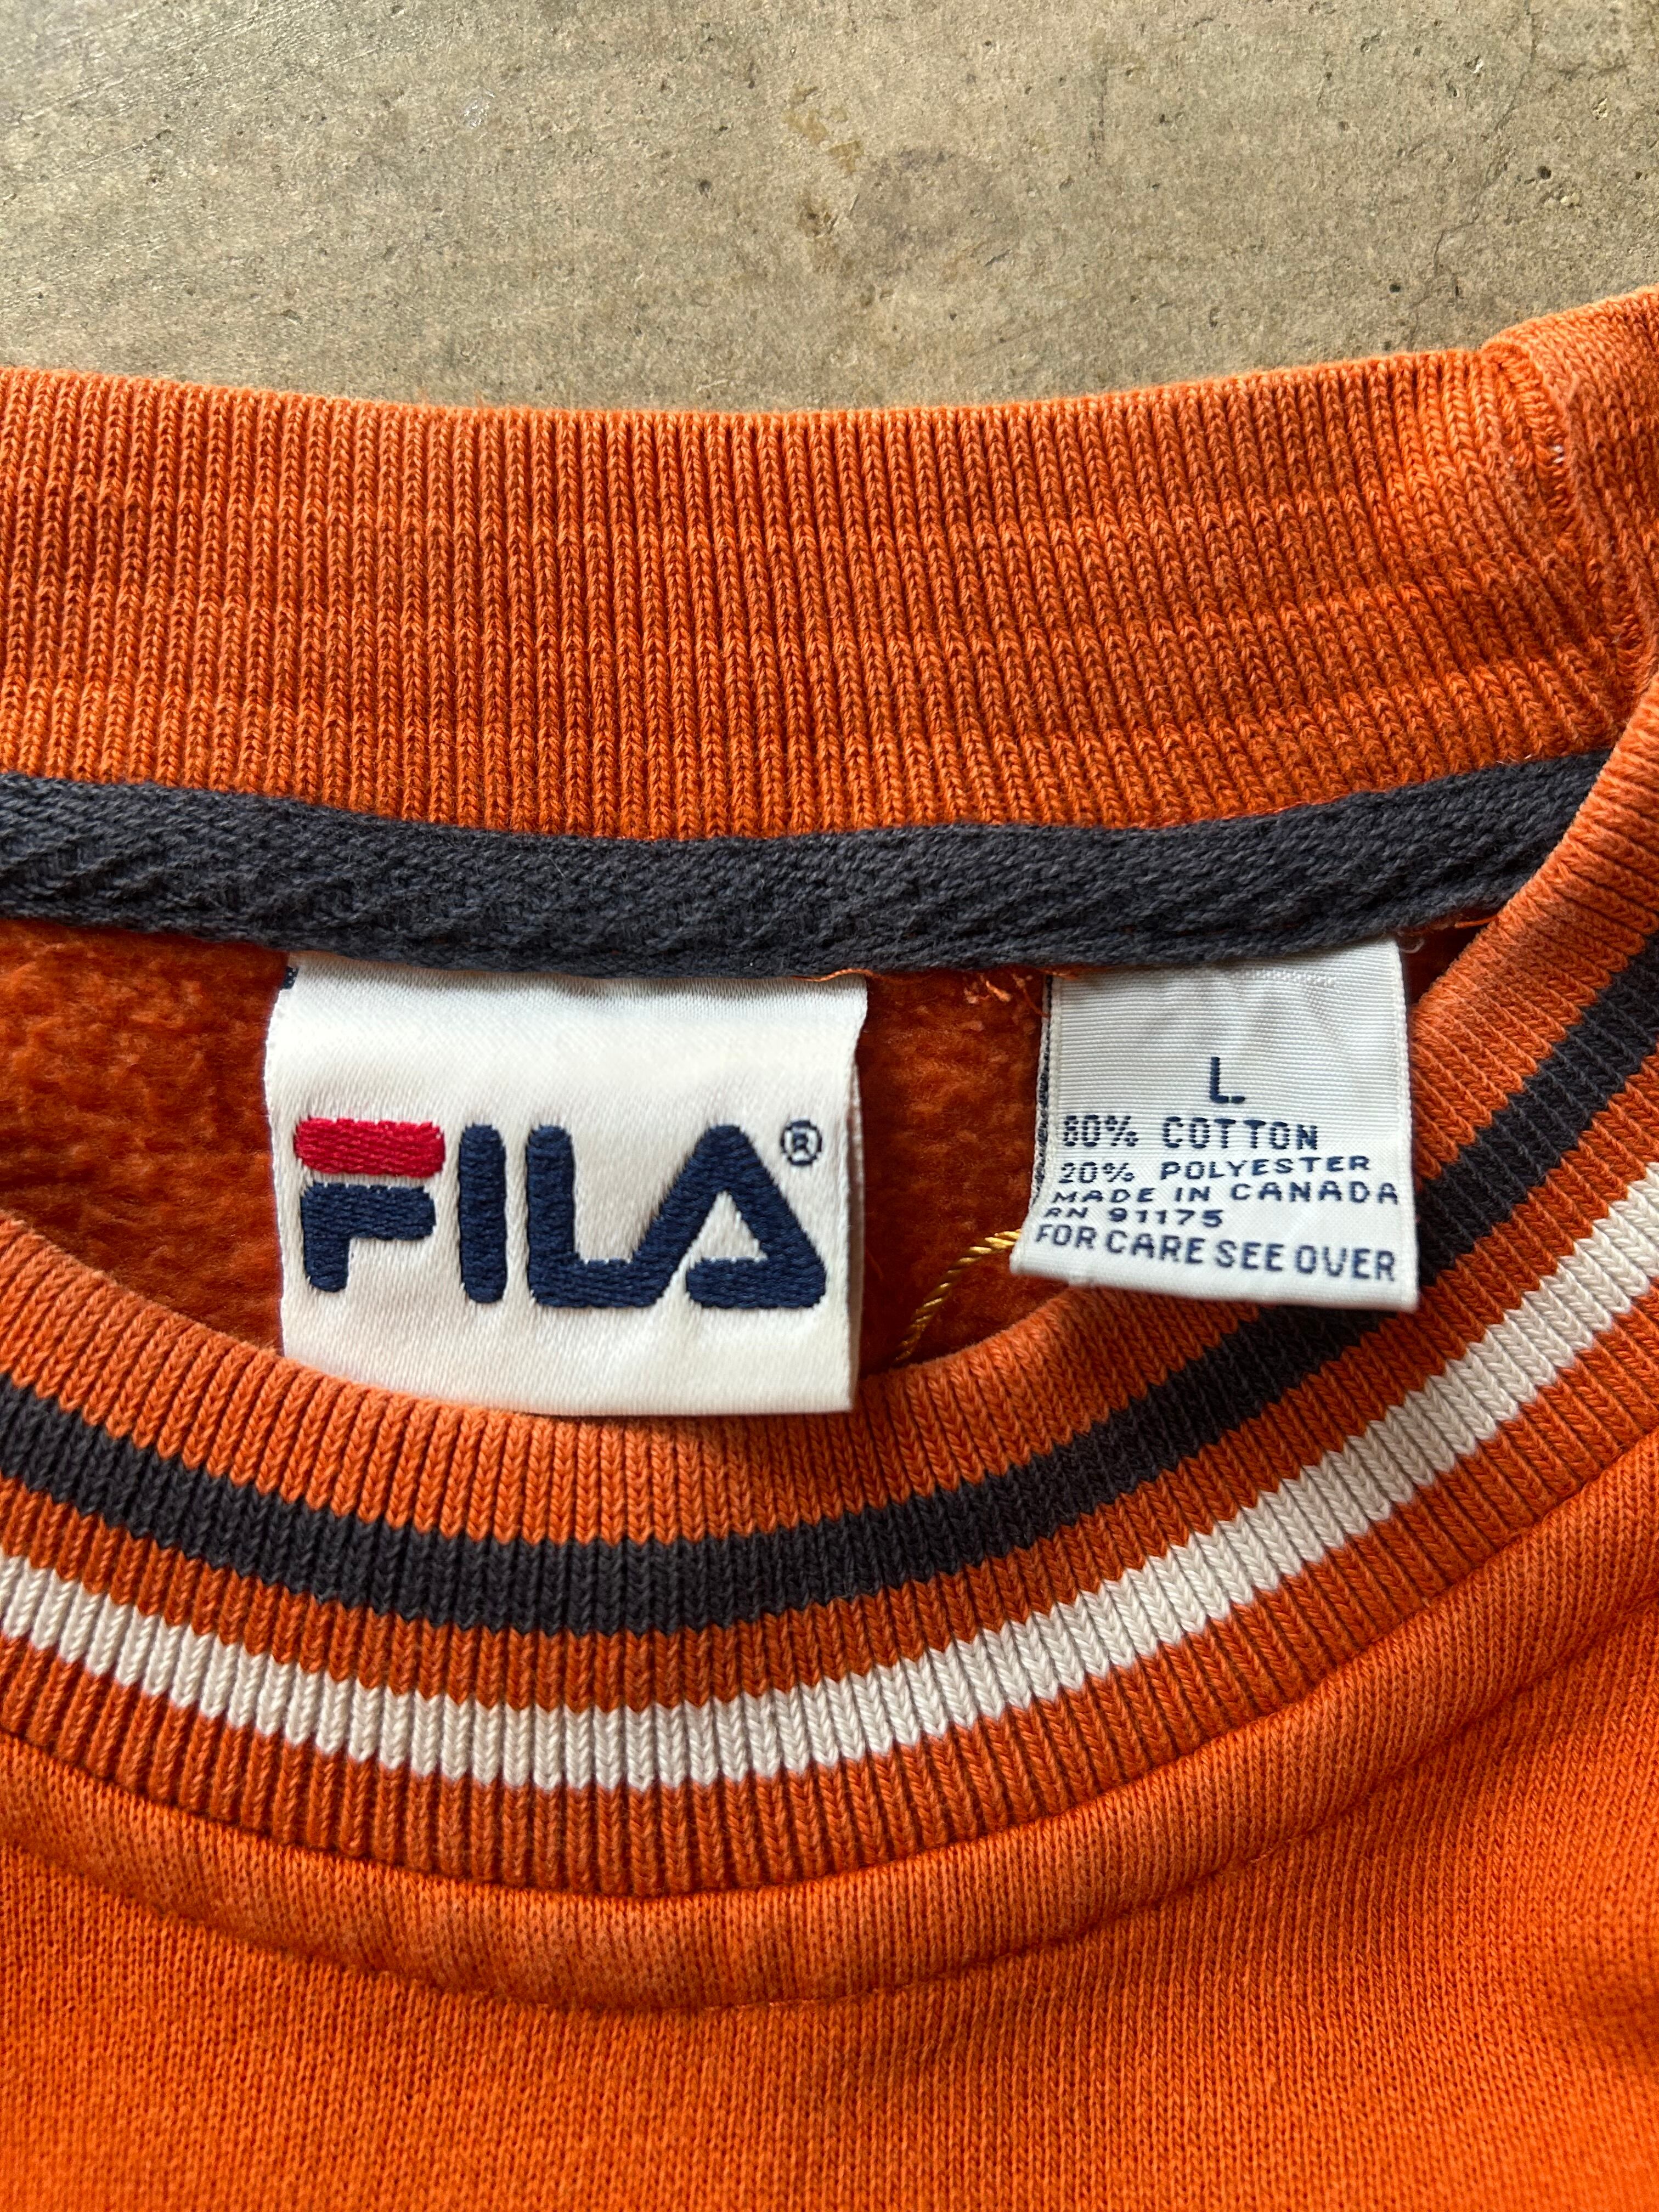 FILA®
L
80% COTTON
20% POLYESTER
MADE IN CANADA
RN 91175
FOR CARE SEE OVER